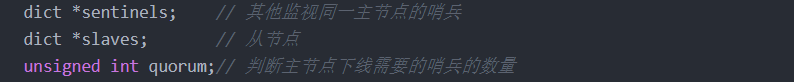 dict *sentinels;    // 其他监视同一主节点的哨兵
dict *slaves;       // 从节点
unsigned int quorum;// 判断主节点下线需要的哨兵的数量